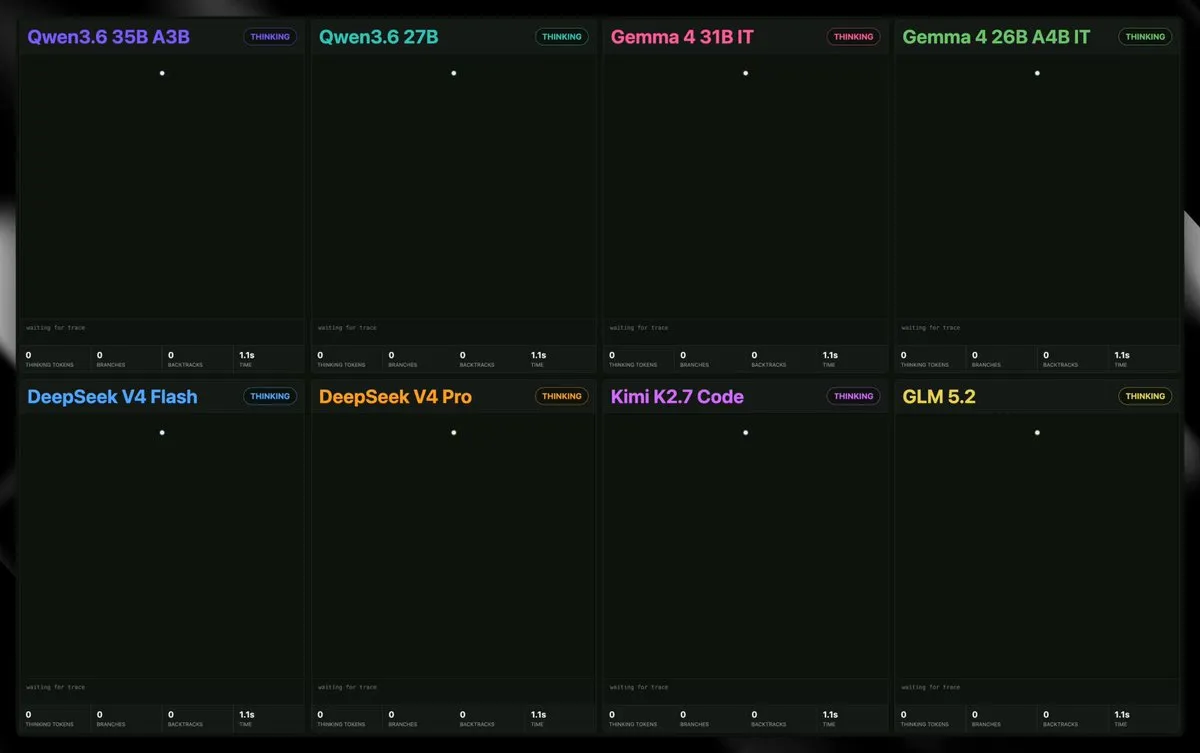 Qwen3.6 35B A3B THINKING
Qwen3.6 27B THINKING
Gemma 4 31B IT THINKING
Gemma 4 26B A4B IT THINKING
waiting for trace
waiting for trace
waiting for trace
waiting for trace
0 0 0 1.1s
THINKING TOKENS BRANCHES BACKTRACKS TIME
0 0 0 1.1s
THINKING TOKENS BRANCHES BACKTRACKS TIME
0 0 0 1.1s
THINKING TOKENS BRANCHES BACKTRACKS TIME
0 0 0 1.1s
THINKING TOKENS BRANCHES BACKTRACKS TIME
DeepSeek V4 Flash THINKING
DeepSeek V4 Pro THINKING
Kimi K2.7 Code THINKING
GLM 5.2 THINKING
waiting for trace
waiting for trace
waiting for trace
waiting for trace
0 0 0 1.1s
THINKING TOKENS BRANCHES BACKTRACKS TIME
0 0 0 1.1s
THINKING TOKENS BRANCHES BACKTRACKS TIME
0 0 0 1.1s
THINKING TOKENS BRANCHES BACKTRACKS TIME
0 0 0 1.1s
THINKING TOKENS BRANCHES BACKTRACKS TIME